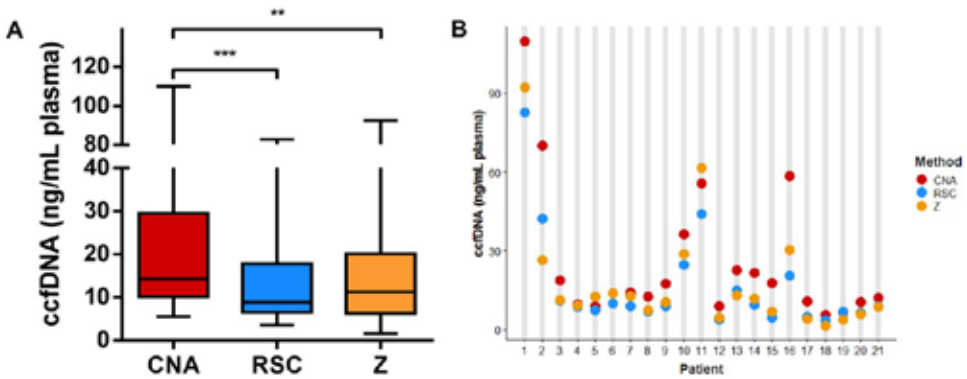 A
**
***
ccfDNA (ng/mL plasma)
120
100
80
40
30
20
10
0
CNA RSC Z
B
ccfDNA (ng/mL plasma)
90
60
30
0
1 2 3 4 5 6 7 8 9 10 11 12 13 14 15 16 17 18 19 20 21
Patient
Method
CNA
RSC
Z